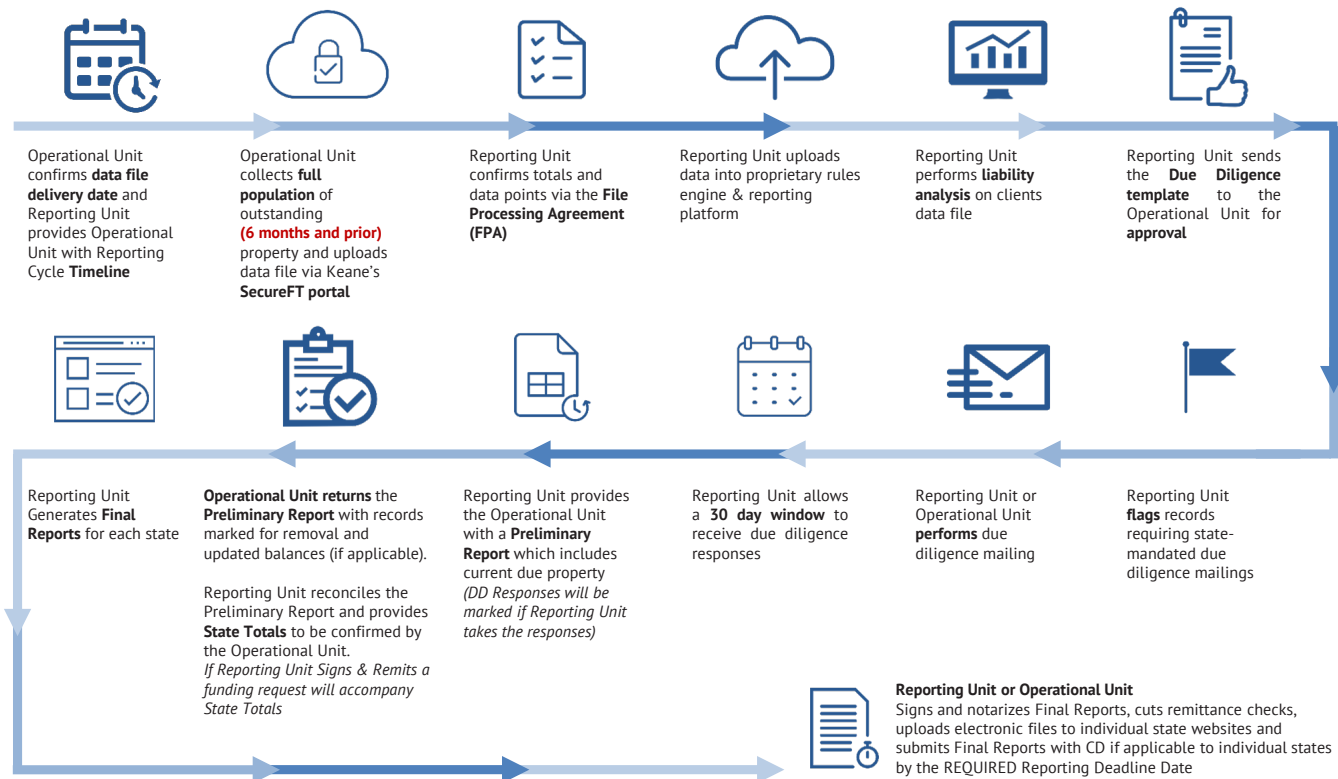 Operational Unit
confirms data file
delivery date and
Reporting Unit
provides Operational
Unit with Reporting
Cycle Timeline
Operational Unit
collects full
population of
outstanding
(6 months and prior)
property and uploads
data file via Keane's
SecureFT portal
Reporting Unit
confirms totals and
data points via the File
Processing Agreement
(FPA)
Reporting Unit uploads
data into proprietary rules
engine & reporting
platform
Reporting Unit
performs liability
analysis on clients
data file
Reporting Unit sends
the Due Diligence
template to the
Operational Unit for
approval
Reporting Unit
Generates Final
Reports for each state
Operational Unit returns the
Preliminary Report with records
marked for removal and
updated balances (if applicable).
Reporting Unit reconciles the
Preliminary Report and provides
State Totals to be confirmed by
the Operational Unit.
If Reporting Unit Signs & Remits a
funding request will accompany
State Totals
Reporting Unit provides
the Operational Unit
with a Preliminary
Report which includes
current due property
(DD Responses will be
marked if Reporting Unit
takes the responses)
Reporting Unit allows
a 30 day window to
receive due diligence
responses
Reporting Unit or
Operational Unit
performs due
diligence mailing
Reporting Unit
flags records
requiring state-
mandated due
diligence mailings
Reporting Unit or Operational Unit
Signs and notarizes Final Reports, cuts remittance checks,
uploads electronic files to individual state websites and
submits Final Reports with CD if applicable to individual states
by the REQUIRED Reporting Deadline Date